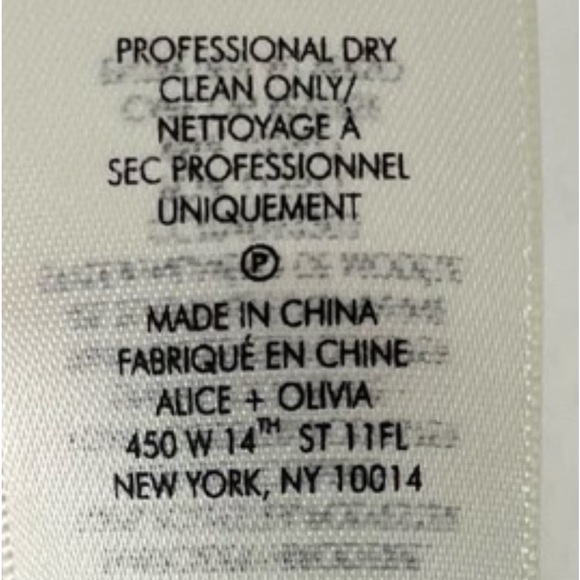 PROFESSIONAL DRY
CLEAN ONLY/
NETTOYAGE À
SEC PROFESSIONNEL
UNIQUEMENT
Ⓟ
MADE IN CHINA
FABRIQUÉ EN CHINE
ALICE + OLIVIA
450 W 14TH ST 11FL
NEW YORK, NY 10014